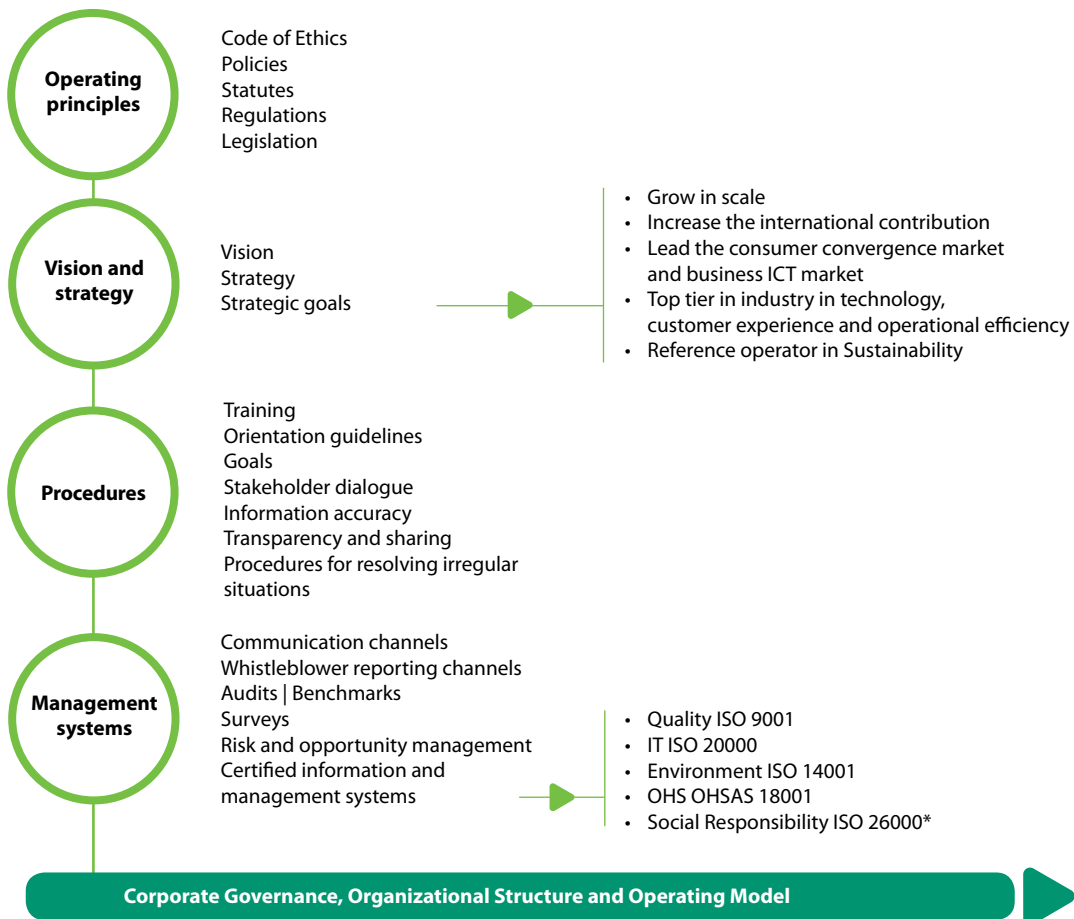 Operating
principles
Code of Ethics
Policies
Statutes
Regulations
Legislation
Vision and
strategy
Vision
Strategy
Strategic goals
• Grow in scale
• Increase the international contribution
• Lead the consumer convergence market
and business ICT market
• Top tier in industry in technology,
customer experience and operational efficiency
• Reference operator in Sustainability
Procedures
Training
Orientation guidelines
Goals
Stakeholder dialogue
Information accuracy
Transparency and sharing
Procedures for resolving irregular
situations
Management
systems
Communication channels
Whistleblower reporting channels
Audits | Benchmarks
Surveys
Risk and opportunity management
Certified information and
management systems
• Quality ISO 9001
• IT ISO 20000
• Environment ISO 14001
• OHS OHSAS 18001
• Social Responsibility ISO 26000*
Corporate Governance, Organizational Structure and Operating Model